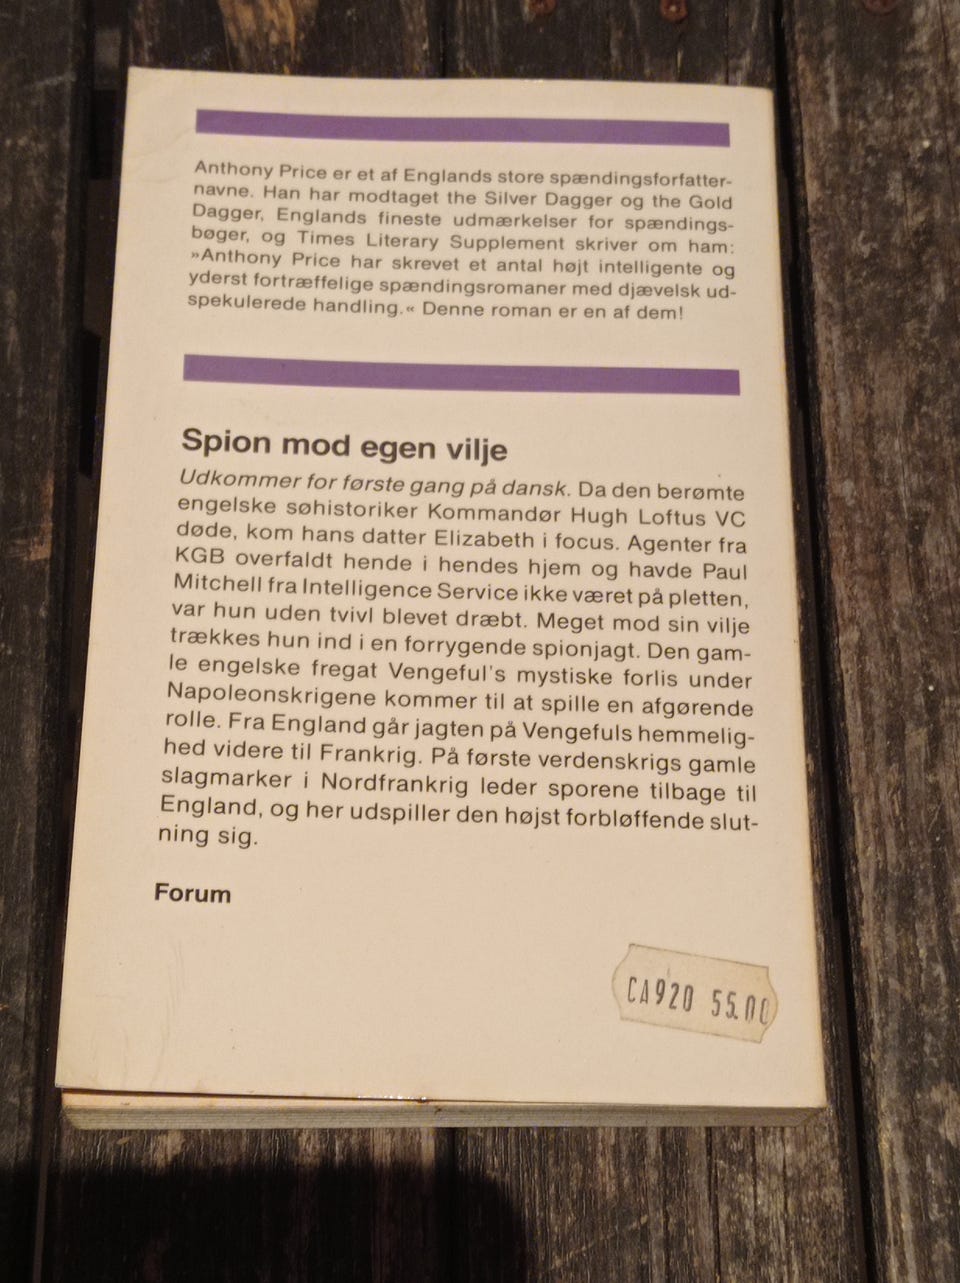 Anthony Price er et af Englands store spændingsforfatter-
navne. Han har modtaget the Silver Dagger og the Gold
Dagger, Englands fineste udmærkelser for spændings-
bøger, og Times Literary Supplement skriver om ham:
»Anthony Price har skrevet et antal højt intelligente og
yderst fortræffelige spændingsromaner med djævelsk ud-
spekulerede handling.« Denne roman er en af dem!
Spion mod egen vilje
Udkommer for første gang på dansk. Da den berømte
engelske søhistoriker Kommandør Hugh Loftus VC
døde, kom hans datter Elizabeth i focus. Agenter fra
KGB overfaldt hende i hendes hjem og havde Paul
Mitchell fra Intelligence Service ikke været på pletten,
var hun uden tvivl blevet dræbt. Meget mod sin vilje
trækkes hun ind i en forrygende spionjagt. Den gam-
le engelske fregat Vengeful's mystiske forlis under
Napoleonskrigene kommer til at spille en afgørende
rolle. Fra England går jagten på Vengefuls hemmelig-
hed videre til Frankrig. På første verdenskrigs gamle
slagmarker i Nordfrankrig leder sporene tilbage til
England, og her udspiller den højst forbløffende slut-
ning sig.
Forum
CA920 55.00